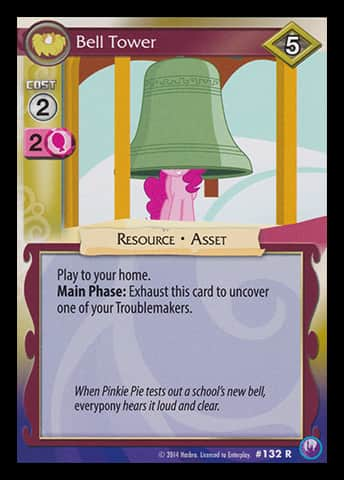 Bell Tower
5
COST
2
2
RESOURCE • ASSET
Play to your home.
Main Phase: Exhaust this card to uncover
one of your Troublemakers.
When Pinkie Pie tests out a school's new bell,
everypony hears it loud and clear.
© 2014 Hasbro. Licensed to Enterplay. #132 R